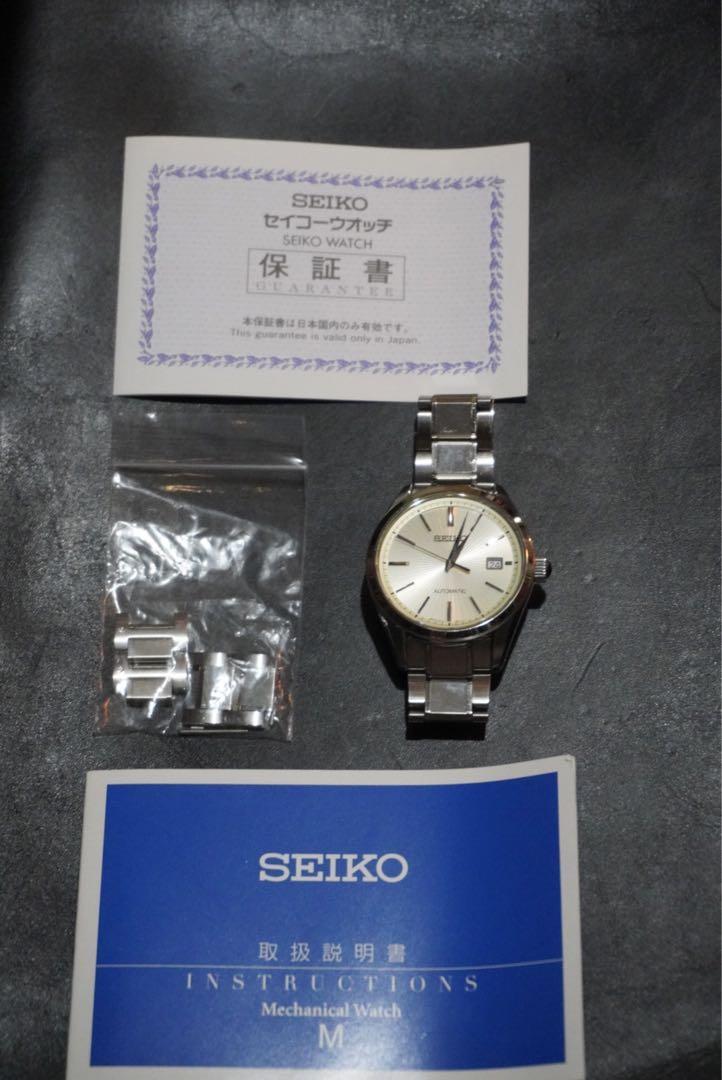 SEIKO
セイコーウオッチ
SEIKO WATCH
保証書
GUARANTEE
本保証書は日本国内のみ有効です。
This guarantee is valid only in Japan.
SEIKO
AUTOMATIC
SEIKO
取扱説明書
INSTRUCTIONS
Mechanical Watch
M